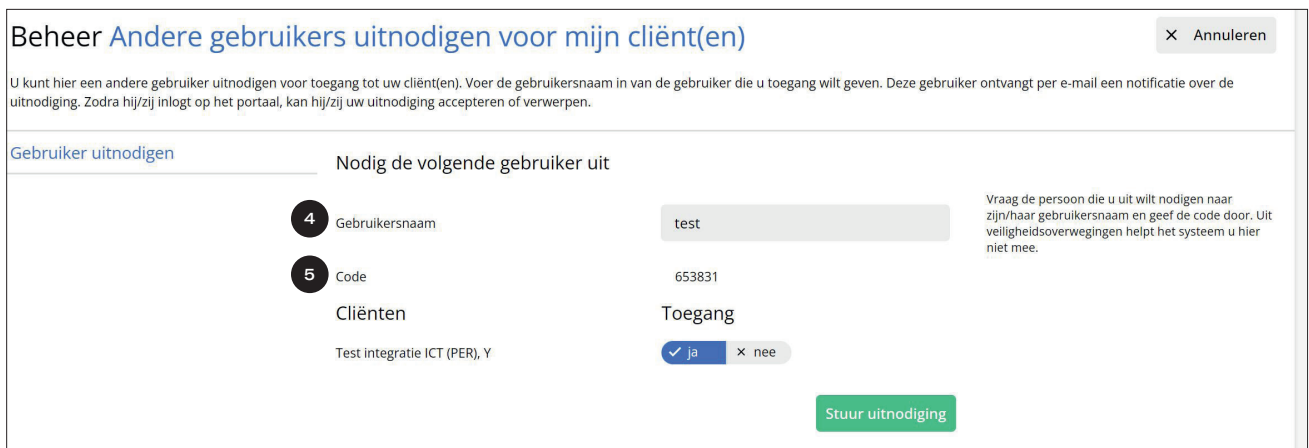 Beheer Andere gebruikers uitnodigen voor mijn cliënt(en)
× Annuleren
U kunt hier een andere gebruiker uitnodigen voor toegang tot uw cliënt(en). Voer de gebruikersnaam in van de gebruiker die u toegang wilt geven. Deze gebruiker ontvangt per e-mail een notificatie over de
uitnodiging. Zodra hij/zij inlogt op het portaal, kan hij/zij uw uitnodiging accepteren of verwerpen.
Gebruiker uitnodigen
Nodig de volgende gebruiker uit
4 Gebruikersnaam test
Vraag de persoon die u uit wilt nodigen naar
zijn/haar gebruikersnaam en geef de code door. Uit
veiligheidsoverwegingen helpt het systeem u hier
niet mee.
5 Code 653831
Cliënten Toegang
Test integratie ICT (PER), Y ✓ ja × nee
Stuur uitnodiging